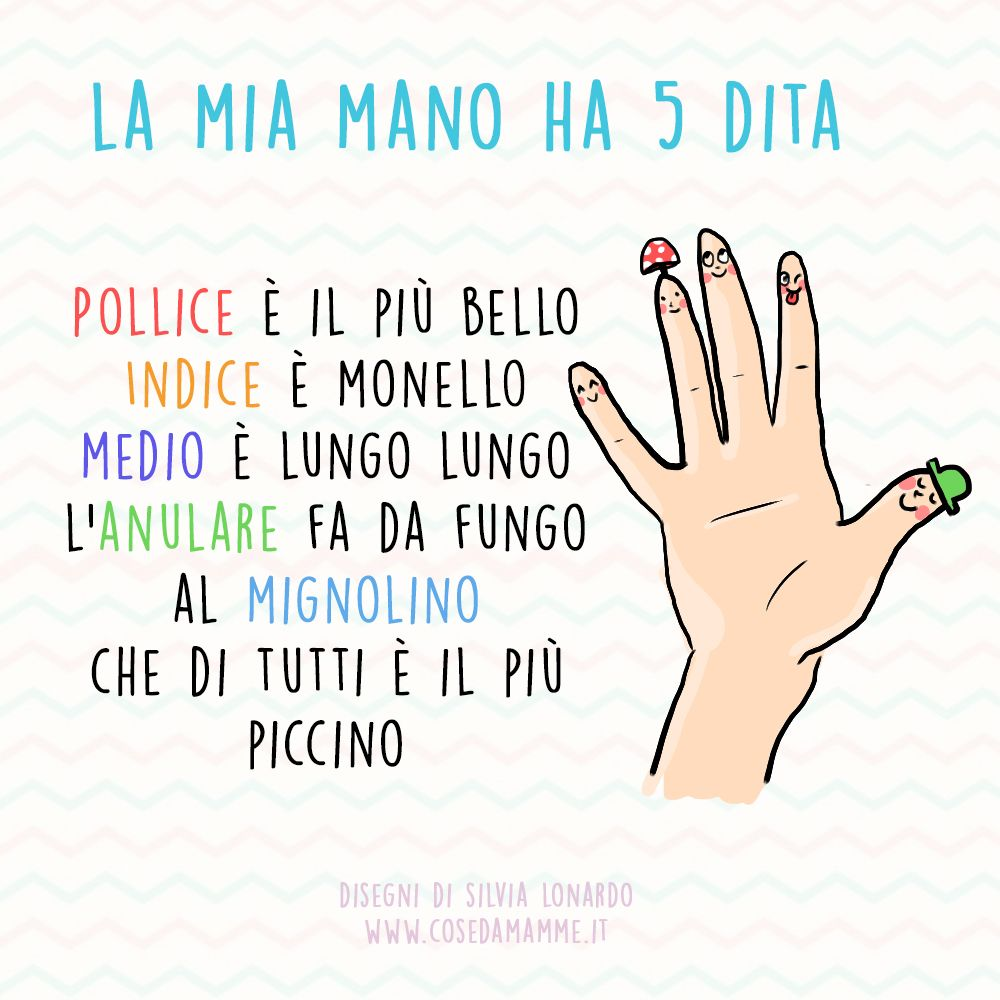 LA MIA MANO HA 5 DITA
POLLICE È IL PIÙ BELLO
INDICE È MONELLO
MEDIO È LUNGO LUNGO
L'ANULARE FA DA FUNGO
AL MIGNOLINO
CHE DI TUTTI È IL PIÙ
PICCINO
DISEGNI DI SILVIA LONARDO
WWW.COSEDAMAMME.IT